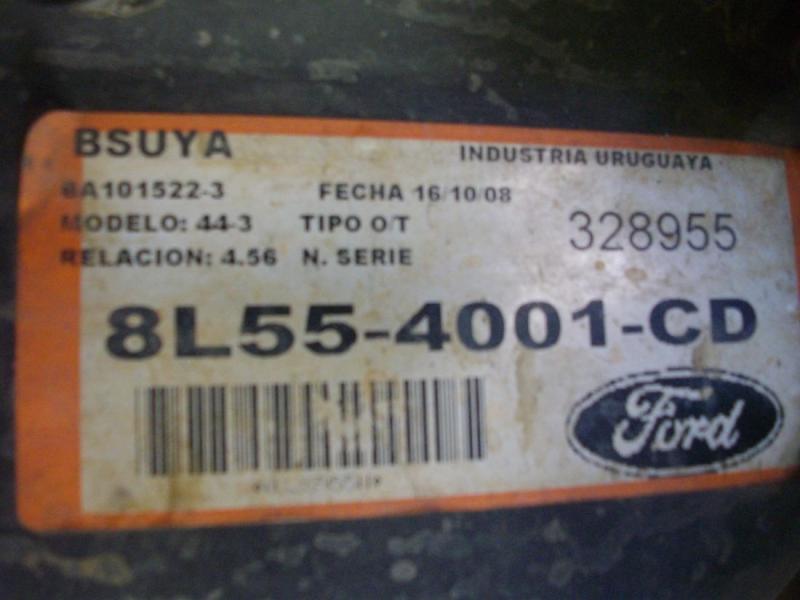 BSUYA
INDUSTRIA URUGUAYA
6A101522-3 FECHA 16/10/08
MODELO: 44-3 TIPO O/T
328955
RELACION: 4.56 N. SERIE
8L55-4001-CD
Ford